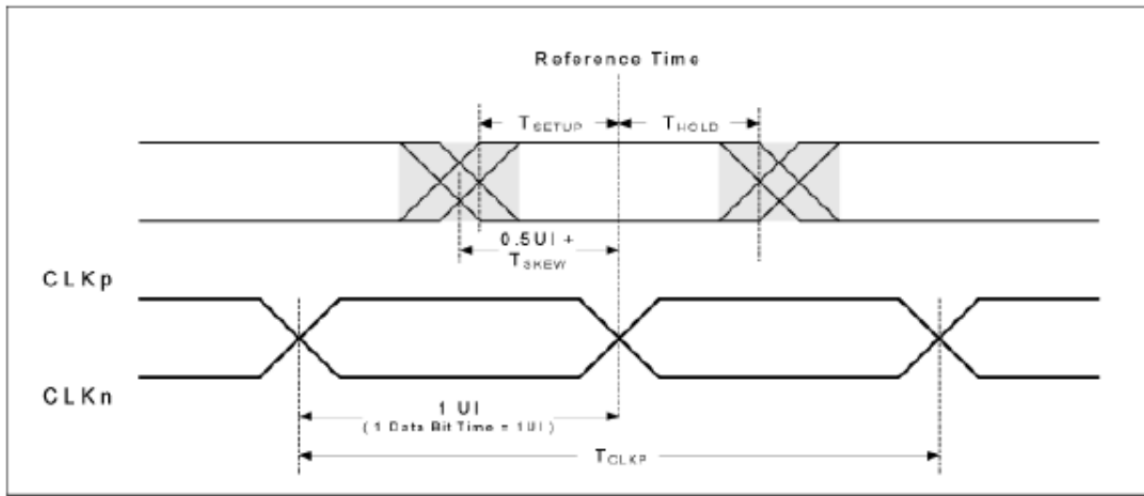 Reference Time
TSETUP THOLD
0.5UI +
TSKEW
CLKp
CLKn
1 UI
( 1 Data Bit Time = 1UI )
TCLKP